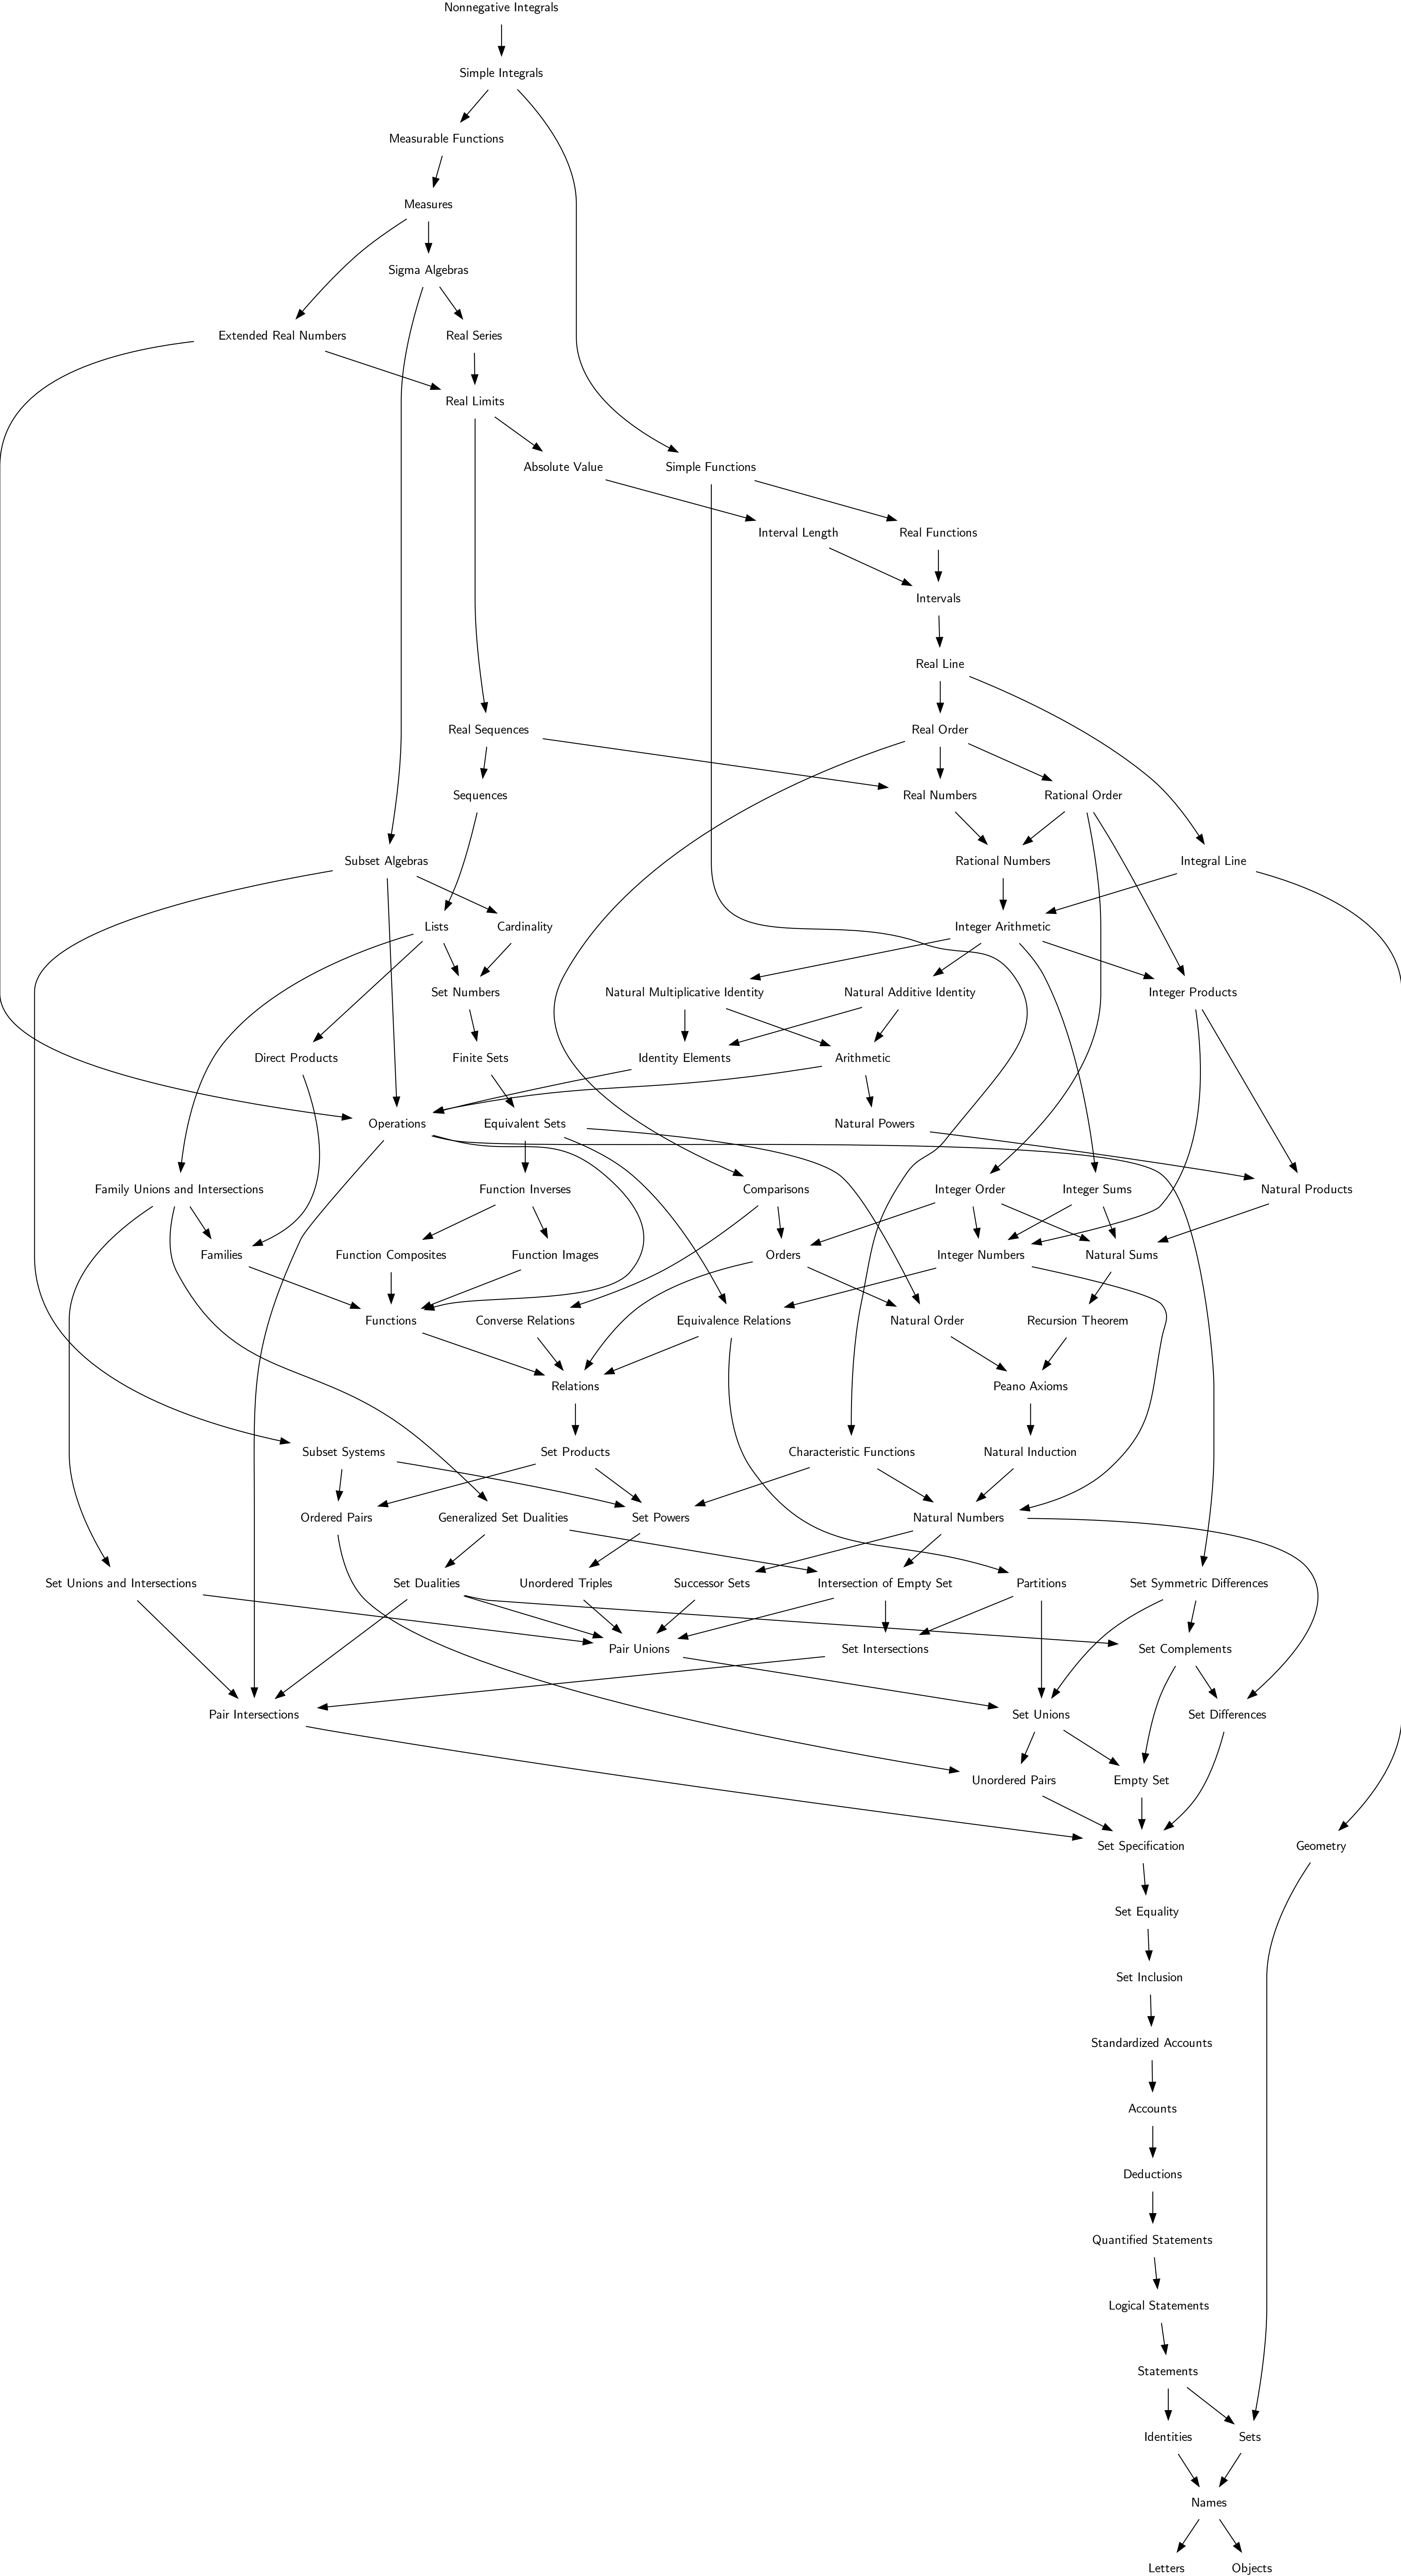 Nonnegative Integrals
Simple Integrals
Measurable Functions
Measures
Sigma Algebras
Extended Real Numbers
Real Series
Real Limits
Absolute Value
Simple Functions
Interval Length
Real Functions
Intervals
Real Line
Real Sequences
Real Order
Sequences
Real Numbers
Rational Order
Subset Algebras
Rational Numbers
Integral Line
Lists
Cardinality
Integer Arithmetic
Set Numbers
Natural Multiplicative Identity
Natural Additive Identity
Integer Products
Direct Products
Finite Sets
Identity Elements
Arithmetic
Operations
Equivalent Sets
Natural Powers
Family Unions and Intersections
Function Inverses
Comparisons
Integer Order
Integer Sums
Natural Products
Families
Function Composites
Function Images
Orders
Integer Numbers
Natural Sums
Functions
Converse Relations
Equivalence Relations
Natural Order
Recursion Theorem
Relations
Peano Axioms
Subset Systems
Set Products
Characteristic Functions
Natural Induction
Ordered Pairs
Generalized Set Dualities
Set Powers
Natural Numbers
Set Unions and Intersections
Set Dualities
Unordered Triples
Successor Sets
Intersection of Empty Set
Partitions
Set Symmetric Differences
Pair Unions
Set Intersections
Set Complements
Pair Intersections
Set Unions
Set Differences
Unordered Pairs
Empty Set
Set Specification
Geometry
Set Equality
Set Inclusion
Standardized Accounts
Accounts
Deductions
Quantified Statements
Logical Statements
Statements
Identities
Sets
Names
Letters
Objects